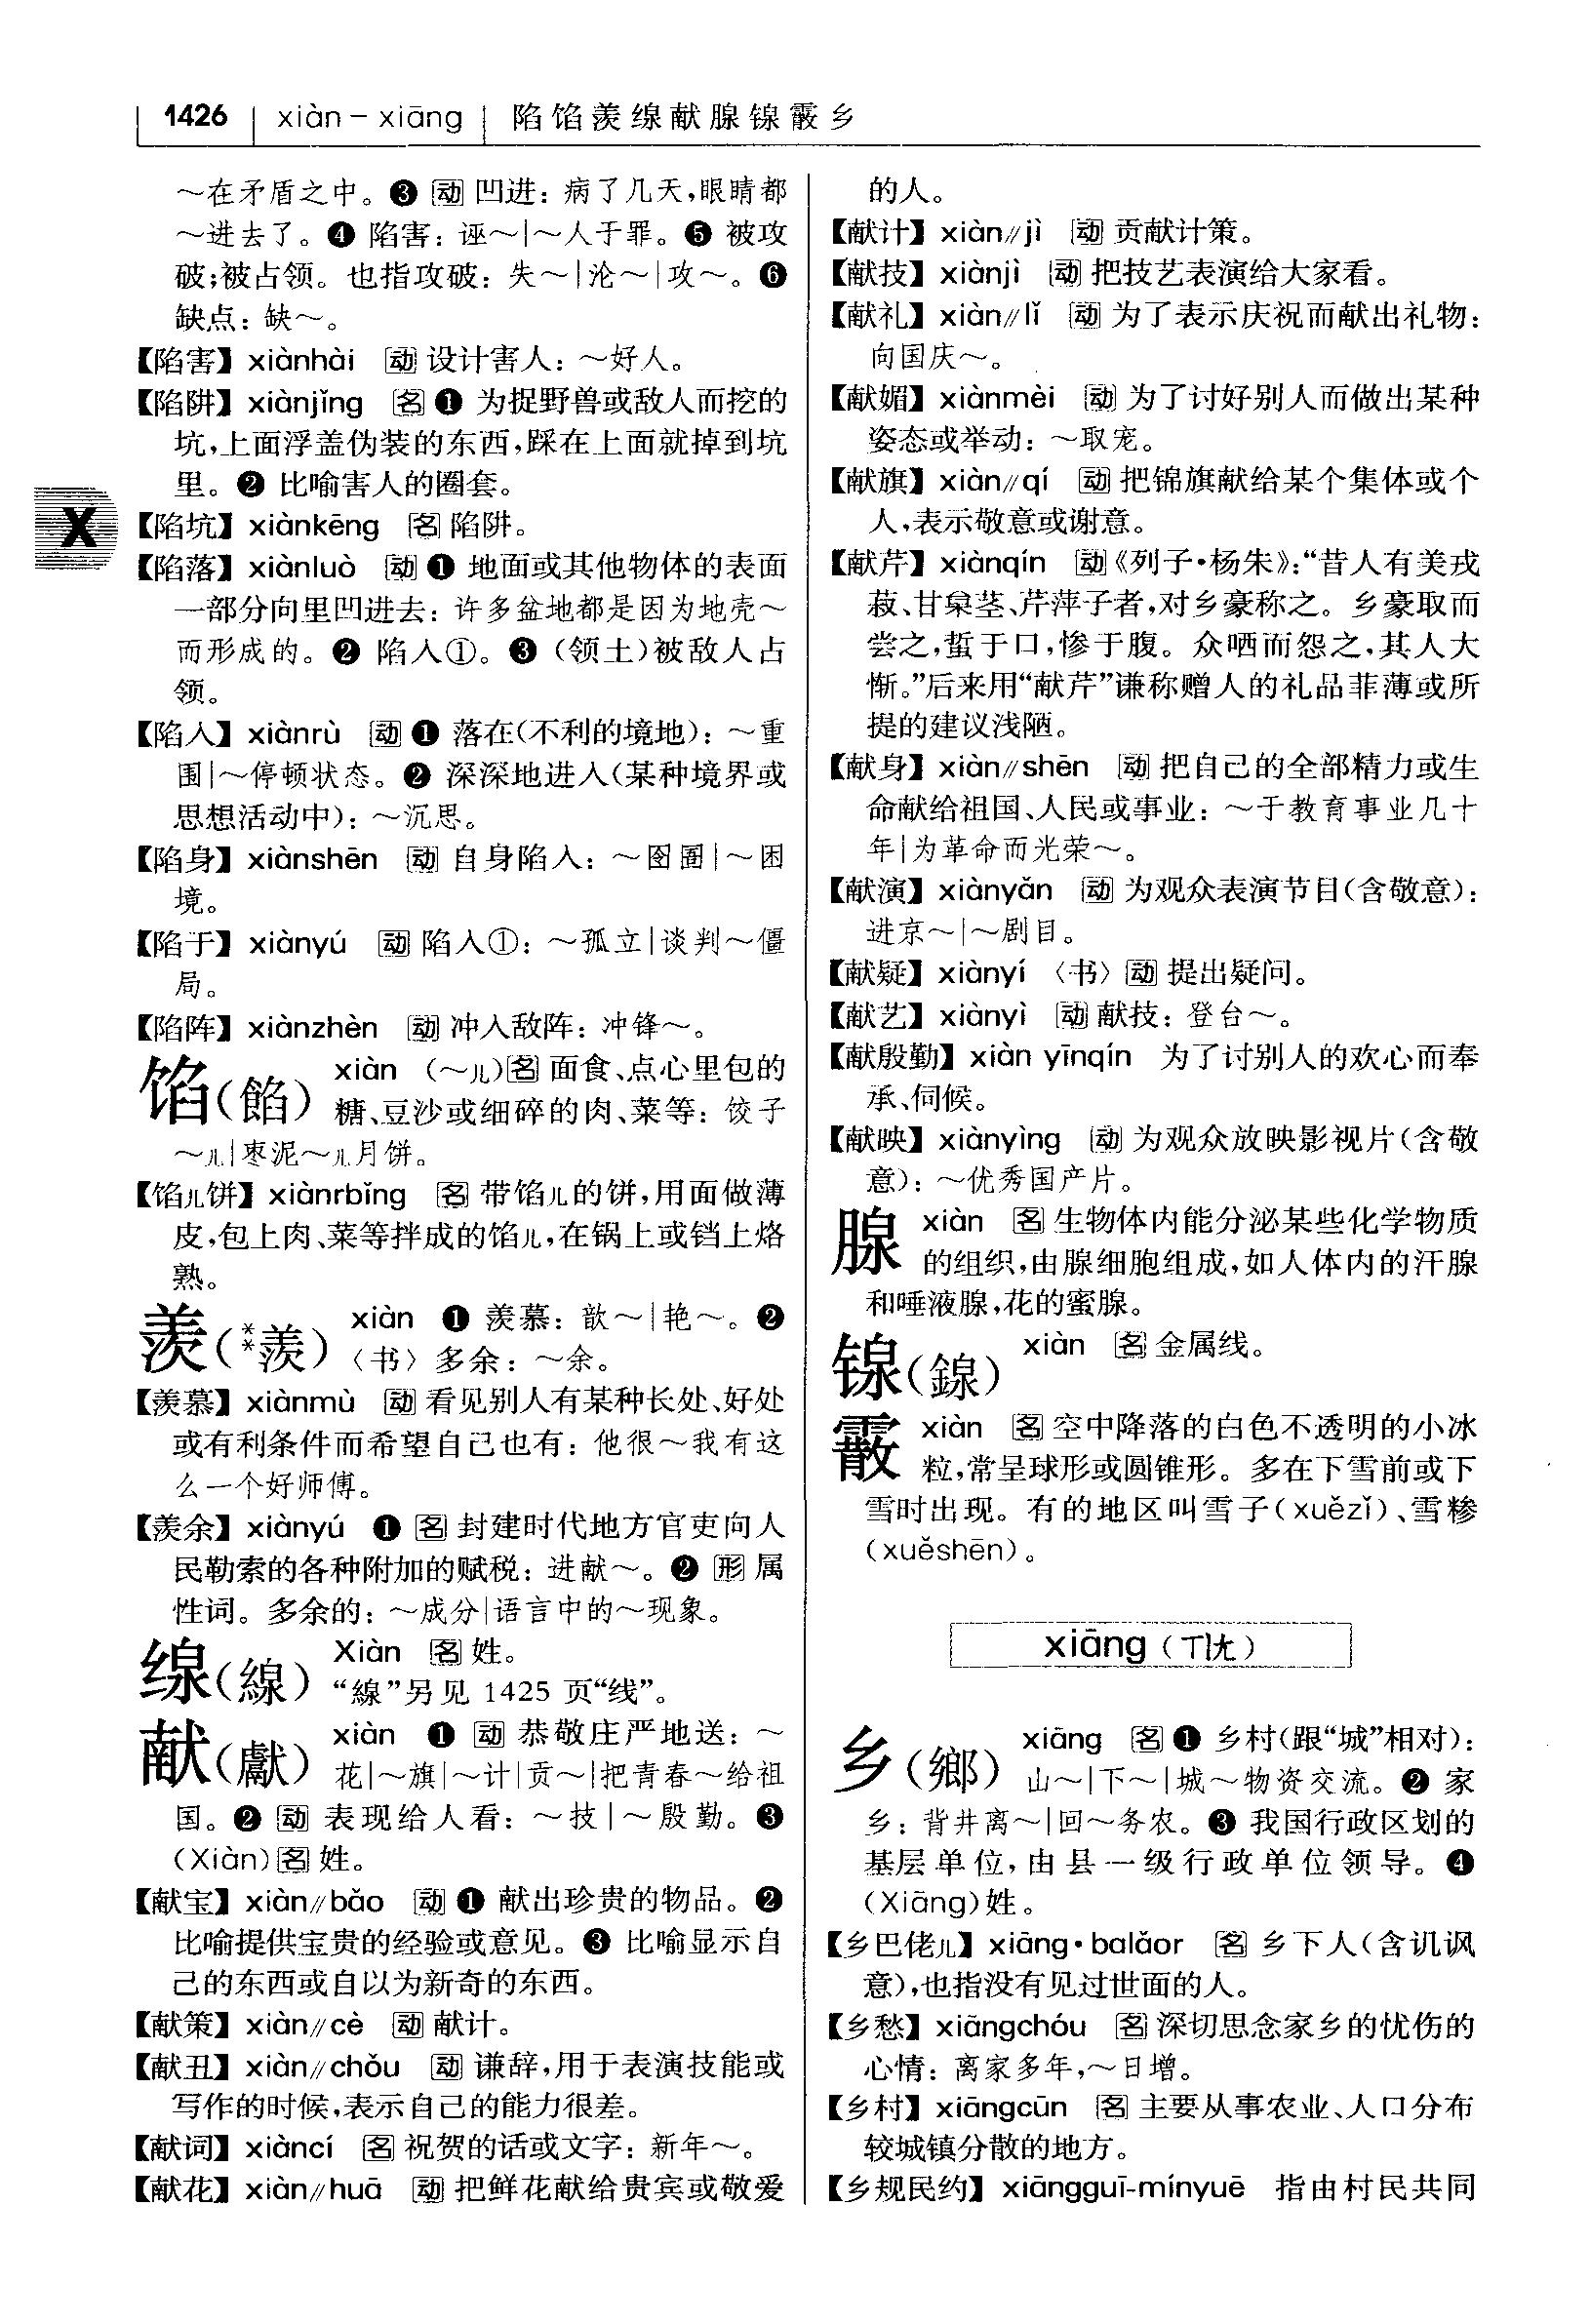 1426 xiàn－xiāng 陷馅羡缐献腺𫔍霰乡
～在矛盾之中。❸ 动 凹进：病了几天,眼睛都
～进去了。❹ 陷害：诬～|～人于罪。❺ 被攻
破;被占领。也指攻破：失～|沦～|攻～。❻
缺点：缺～。
【陷害】xiànhài 动 设计害人：～好人。
【陷阱】xiànjǐng 名 ❶ 为捉野兽或敌人而挖的
坑,上面浮盖伪装的东西,踩在上面就掉到坑
里。❷ 比喻害人的圈套。
X
【陷坑】xiànkēng 名 陷阱。
【陷落】xiànluò 动 ❶ 地面或其他物体的表面
一部分向里凹进去：许多盆地都是因为地壳～
而形成的。❷ 陷入①。❸（领土）被敌人占
领。
【陷入】xiànrù 动 ❶ 落在(不利的境地)：～重
围|～停顿状态。❷ 深深地进入(某种境界或
思想活动中)：～沉思。
【陷身】xiànshēn 动 自身陷入：～囹圄|～困
境。
【陷于】xiànyú 动 陷入①：～孤立|谈判～僵
局。
【陷阵】xiànzhèn 动 冲入敌阵：冲锋～。
馅(餡) xiàn （～儿)名 面食、点心里包的
糖、豆沙或细碎的肉、菜等：饺子
～儿|枣泥～儿月饼。
【馅儿饼】xiànrbǐng 名 带馅儿的饼,用面做薄
皮,包上肉、菜等拌成的馅儿,在锅上或铛上烙
熟。
羡(**羨) xiàn ❶ 羡慕：歆～|艳～。❷
〈书〉多余：～余。
【羡慕】xiànmù 动 看见别人有某种长处、好处
或有利条件而希望自己也有：他很～我有这
么一个好师傅。
【羡余】xiànyú ❶ 名 封建时代地方官吏向人
民勒索的各种附加的赋税：进献～。❷ 形 属
性词。多余的：～成分|语言中的～现象。
缐(線) Xiàn 名 姓。
“線”另见 1425 页“线”。
献(獻) xiàn ❶ 动 恭敬庄严地送：～
花|～旗|～计|贡～|把青春～给祖
国。❷ 动 表现给人看：～技|～殷勤。❸
(Xiàn)名 姓。
【献宝】xiàn//bǎo 动 ❶ 献出珍贵的物品。❷
比喻提供宝贵的经验或意见。❸ 比喻显示自
己的东西或自以为新奇的东西。
【献策】xiàn//cè 动 献计。
【献丑】xiàn//chǒu 动 谦辞,用于表演技能或
写作的时候,表示自己的能力很差。
【献词】xiàncí 名 祝贺的话或文字：新年～。
【献花】xiàn//huā 动 把鲜花献给贵宾或敬爱
的人。
【献计】xiàn//jì 动 贡献计策。
【献技】xiànjì 动 把技艺表演给大家看。
【献礼】xiàn//lǐ 动 为了表示庆祝而献出礼物：
向国庆～。
【献媚】xiànmèi 动 为了讨好别人而做出某种
姿态或举动：～取宠。
【献旗】xiàn//qí 动 把锦旗献给某个集体或个
人,表示敬意或谢意。
【献芹】xiànqín 动《列子·杨朱》：“昔人有美戎
菽、甘枲茎、芹萍子者,对乡豪称之。乡豪取而
尝之,蜇于口,惨于腹。众哂而怨之,其人大
惭。”后来用“献芹”谦称赠人的礼品菲薄或所
提的建议浅陋。
【献身】xiàn//shēn 动 把自己的全部精力或生
命献给祖国、人民或事业：～于教育事业几十
年|为革命而光荣～。
【献演】xiànyǎn 动 为观众表演节目(含敬意)：
进京～|～剧目。
【献疑】xiànyí 〈书〉动 提出疑问。
【献艺】xiànyì 动 献技：登台～。
【献殷勤】xiàn yīnqín 为了讨别人的欢心而奉
承、伺候。
【献映】xiànyìng 动 为观众放映影视片(含敬
意)：～优秀国产片。
腺 xiàn 名 生物体内能分泌某些化学物质
的组织,由腺细胞组成,如人体内的汗腺
和唾液腺,花的蜜腺。
𫔍(鋧) xiàn 名 金属线。
霰 xiàn 名 空中降落的白色不透明的小冰
粒,常呈球形或圆锥形。多在下雪前或下
雪时出现。有的地区叫雪子(xuězǐ)、雪糁
(xuěshēn)。
xiāng（ㄒㄧㄤ）
乡(鄉) xiāng 名 ❶ 乡村(跟“城”相对)：
山～|下～|城～物资交流。❷ 家
乡：背井离～|回～务农。❸ 我国行政区划的
基层单位,由县一级行政单位领导。❹
(Xiāng)姓。
【乡巴佬儿】xiāng·balǎor 名 乡下人(含讥讽
意),也指没有见过世面的人。
【乡愁】xiāngchóu 名 深切思念家乡的忧伤的
心情：离家多年,～日增。
【乡村】xiāngcūn 名 主要从事农业、人口分布
较城镇分散的地方。
【乡规民约】xiāngguī-mínyuē 指由村民共同